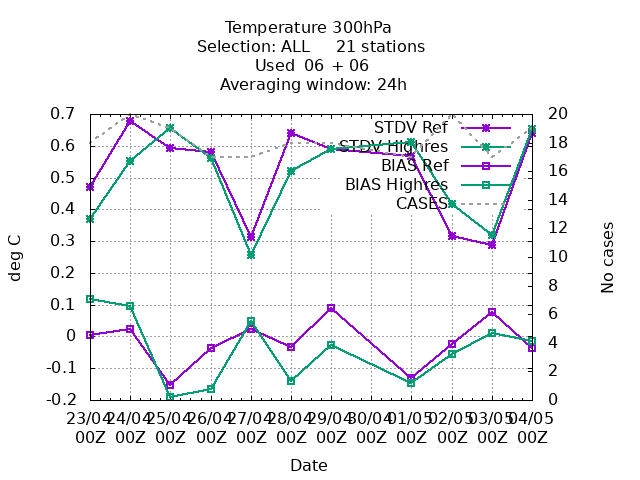 Temperature 300hPa
Selection: ALL     21 stations
Used  06 + 06
Averaging window: 24h
0.7
0.6
0.5
0.4
0.3
0.2
0.1
0
-0.1
-0.2
deg C
20
18
16
14
12
10
8
6
4
2
0
No cases
STDV Ref
STDV Highres
BIAS Ref
BIAS Highres
CASES
23/04 24/04 25/04 26/04 27/04 28/04 29/04 30/04 01/05 02/05 03/05 04/05
00Z 00Z 00Z 00Z 00Z 00Z 00Z 00Z 00Z 00Z 00Z 00Z
Date